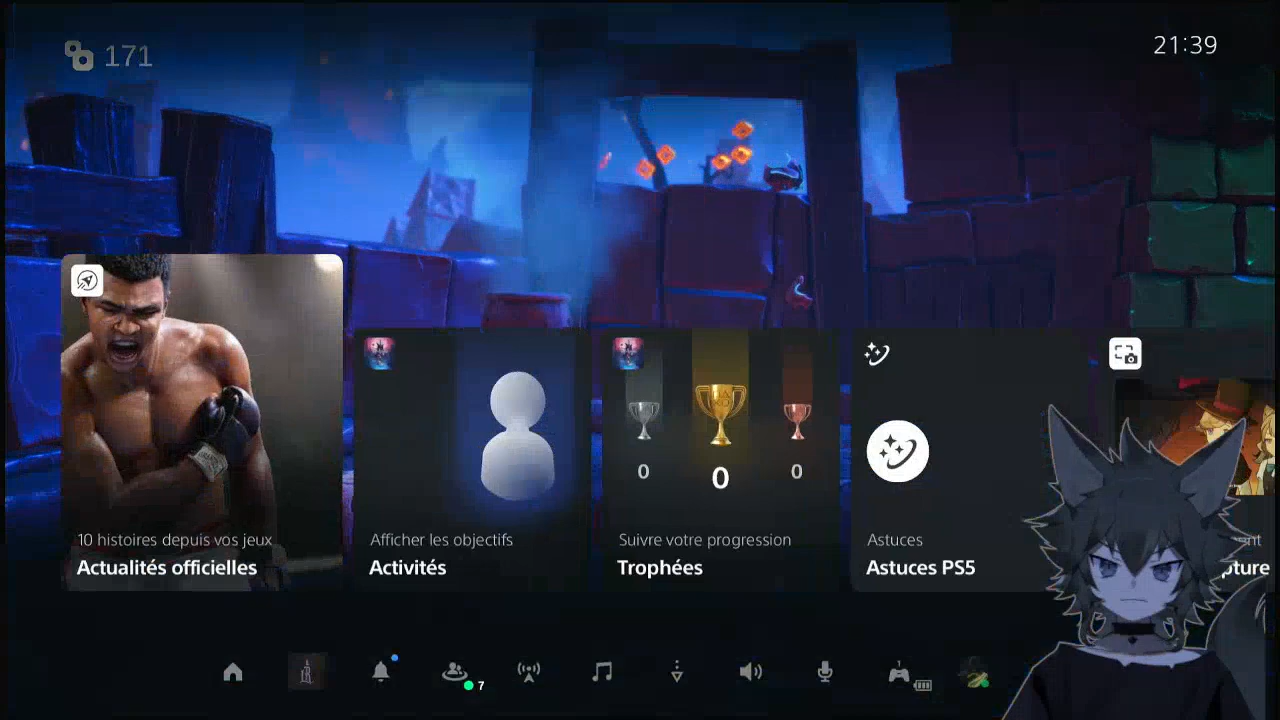 171
21:39
10 histoires depuis vos jeux
Actualités officielles
Afficher les objectifs
Activités
0
0
0
Suivre votre progression
Trophées
Astuces
Astuces PS5
7